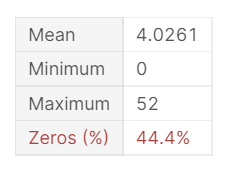 Mean 4.0261
Minimum 0
Maximum 52
Zeros (%) 44.4%